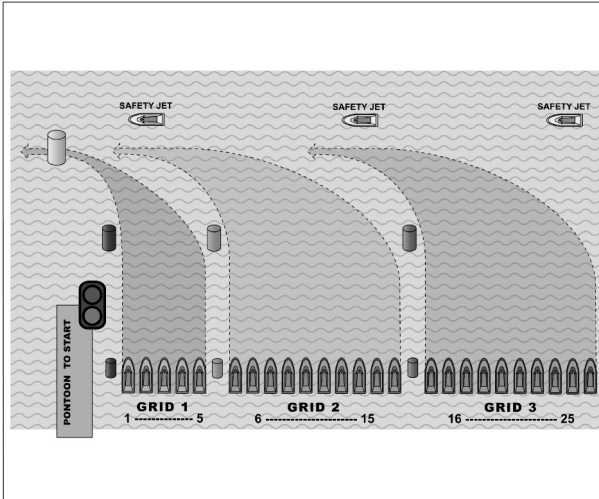 SAFETY JET
SAFETY JET
SAFETY JET
PONTOON TO START
GRID 1
1 ----------- 5
GRID 2
6 ---------------- 15
GRID 3
16 ---------------- 25